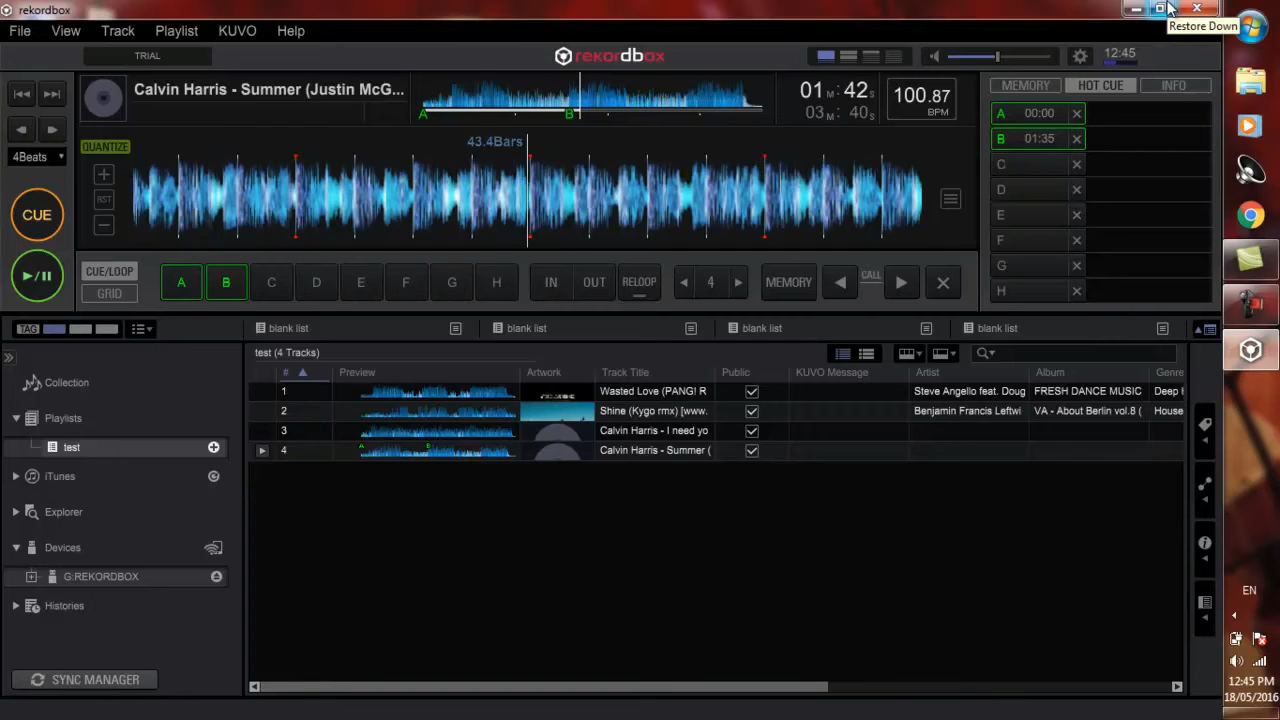 rekordbox
Restore Down
File View Track Playlist KUVO Help
TRIAL
rekordbox
12:45
Calvin Harris - Summer (Justin McG...
A B
01 M: 42 S
03 M: 40 S
100.87
BPM
MEMORY HOT CUE INFO
A 00:00
B 01:35
C
D
E
F
G
H
4Beats
QUANTIZE
43.4Bars
RST
CUE
CUE/LOOP
GRID
A B C D E F G H IN OUT RELOOP 4 MEMORY CALL
TAG
blank list blank list blank list blank list
test (4 Tracks)
# Preview Artwork Track Title Public KUVO Message Artist Album Genre
1 Wasted Love (PANG! R Steve Angello feat. Doug FRESH DANCE MUSIC Deep H
2 Shine (Kygo rmx) [www. Benjamin Francis Leftwi VA - About Berlin vol.8 ( House
3 Calvin Harris - I need yo
4 A B Calvin Harris - Summer (
Collection
Playlists
test
iTunes
Explorer
Devices
G:REKORDBOX
Histories
SYNC MANAGER
EN
12:45 PM
18/05/2016